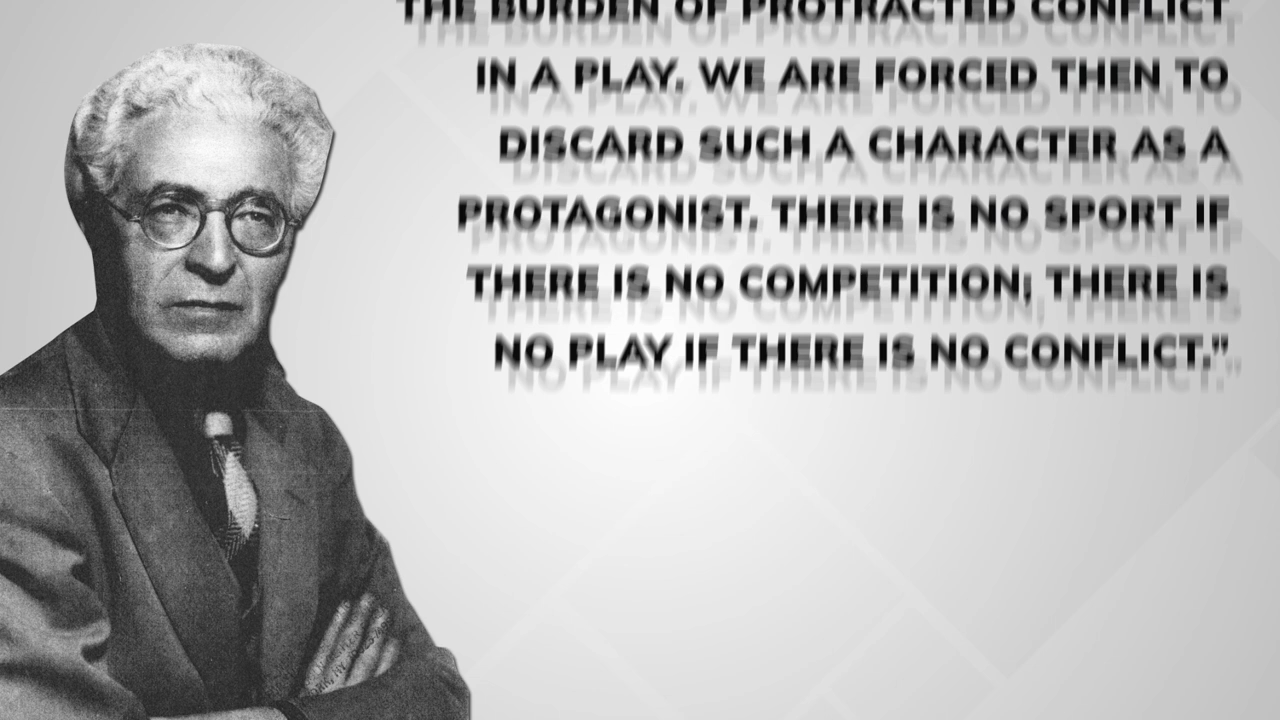 THE BURDEN OF PROTRACTED CONFLICT
IN A PLAY. WE ARE FORCED THEN TO
DISCARD SUCH A CHARACTER AS A
PROTAGONIST. THERE IS NO SPORT IF
THERE IS NO COMPETITION; THERE IS
NO PLAY IF THERE IS NO CONFLICT."